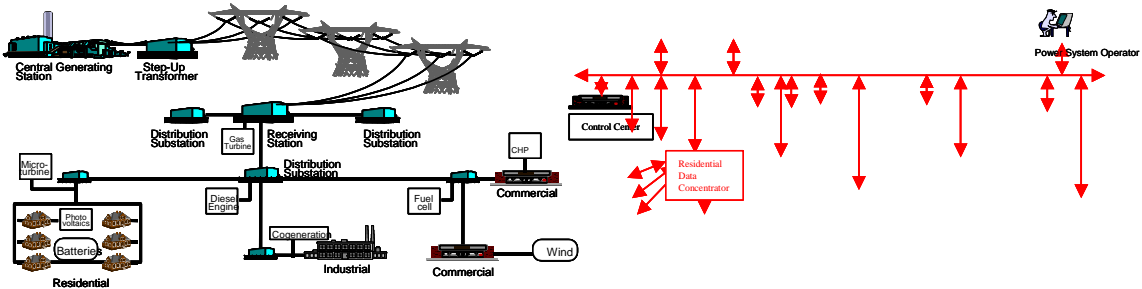 Central Generating
Station
Step-Up
Transformer
Power System Operator
Distribution
Substation
Gas
Turbine
Receiving
Station
Distribution
Substation
Control Center
Micro-
turbine
Distribution
Substation
CHP
Commercial
Residential
Data
Concentrator
Diesel
Engine
Fuel
cell
Photo
voltaics
Batteries
Cogeneration
Industrial
Commercial
Wind
Residential